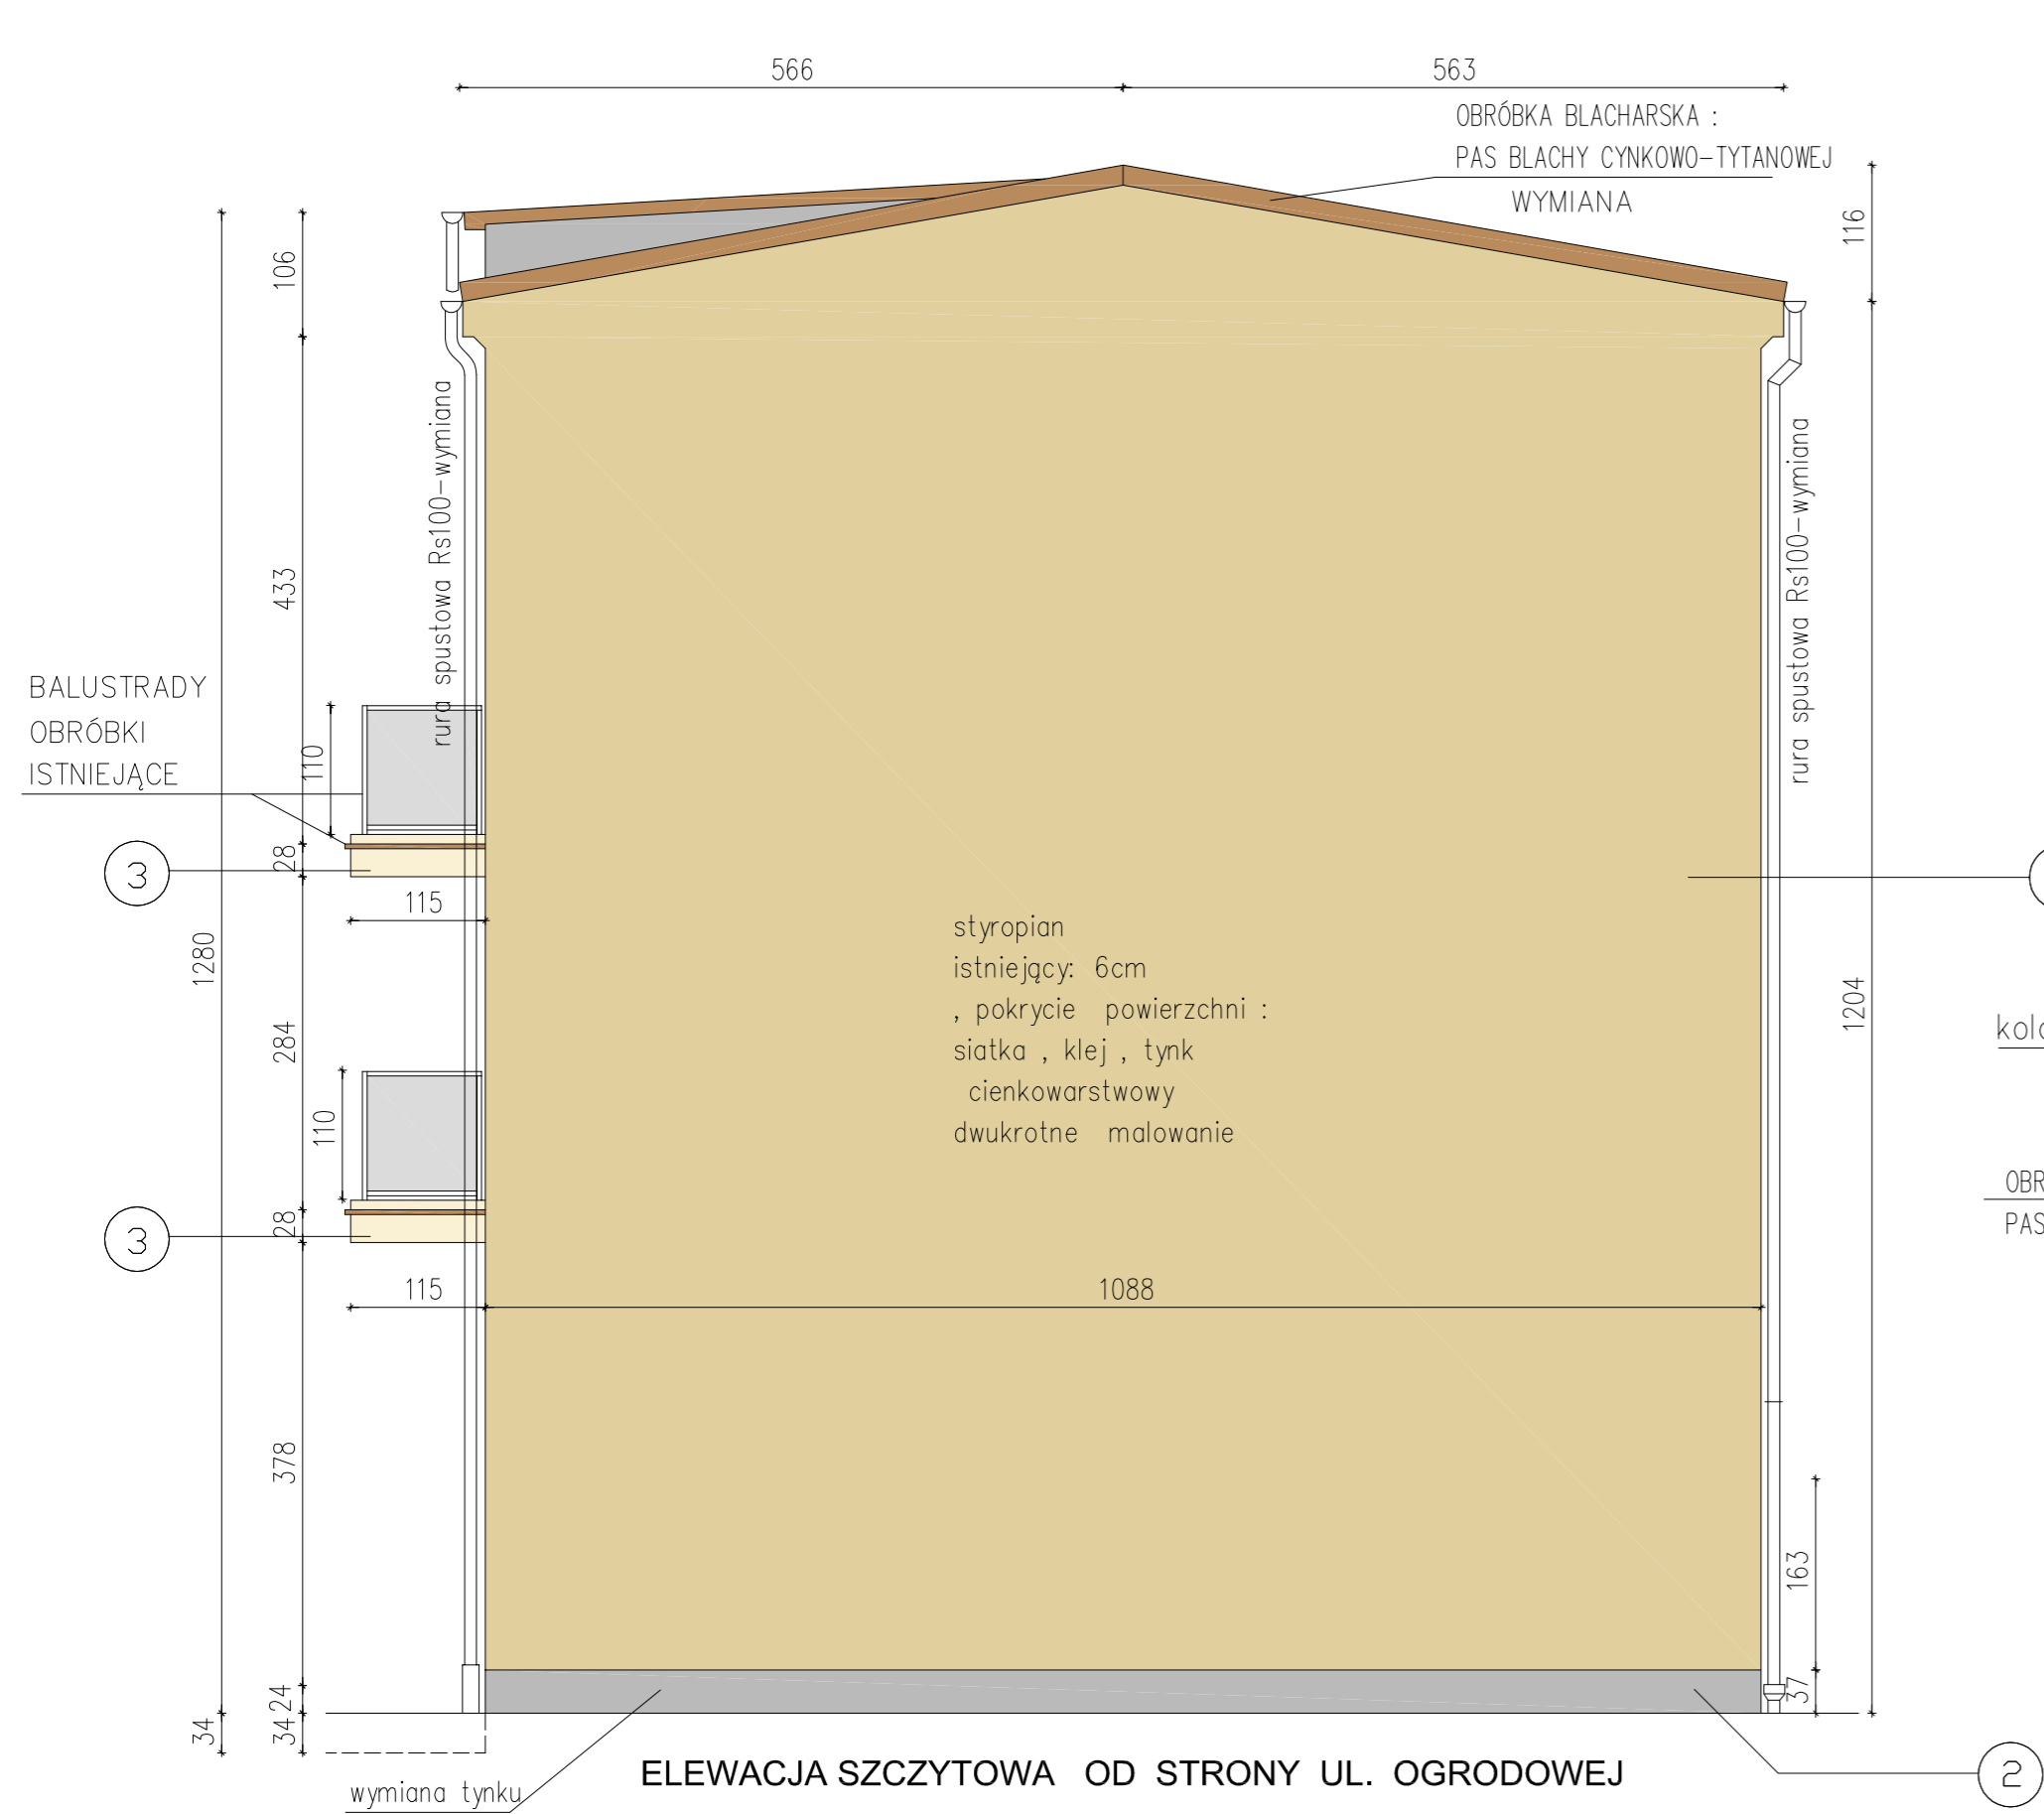 566
563
OBRÓBKA BLACHARSKA :
PAS BLACHY CYNKOWO-TYTANOWEJ
WYMIANA
116
106
433
rura spustowa Rs100-wymiana
rura spustowa Rs100-wymiana
BALUSTRADY
OBRÓBKI
ISTNIEJĄCE
110
28
3
115
1280
284
1204
styropian
istniejący: 6cm
, pokrycie powierzchni :
siatka , klej , tynk
cienkowarstwowy
dwukrotne malowanie
110
28
3
115
1088
378
163
37
24
34
34
2
wymiana tynku
ELEWACJA SZCZYTOWA OD STRONY UL. OGRODOWEJ
PAS